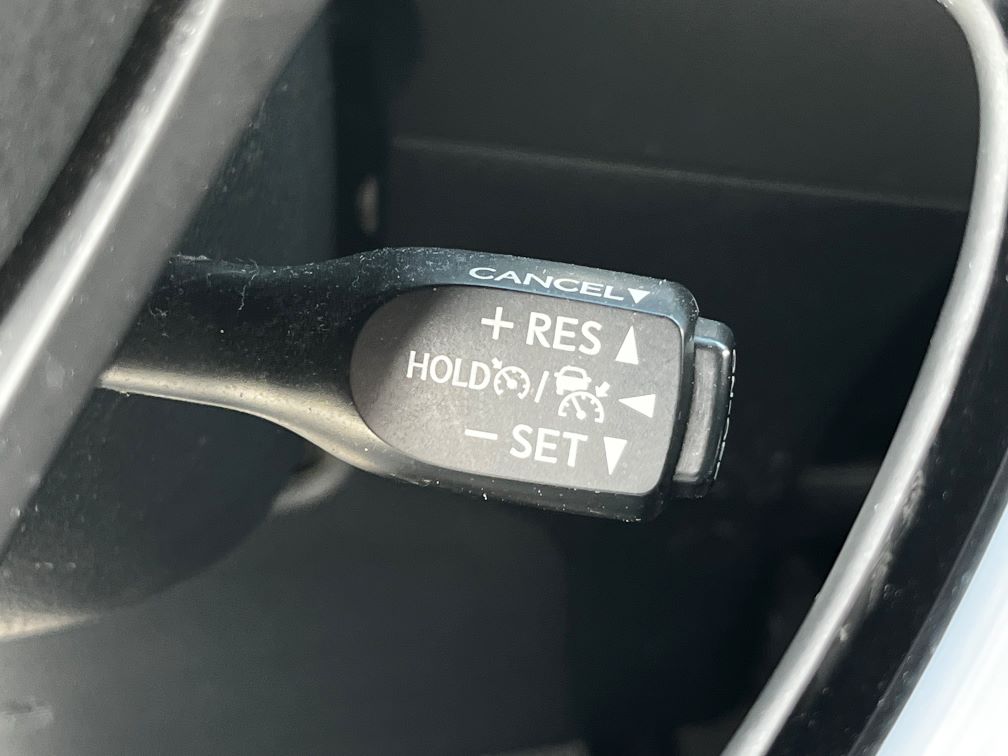 CANCEL▼
+ RES ▲
HOLD / ◀
− SET ▼